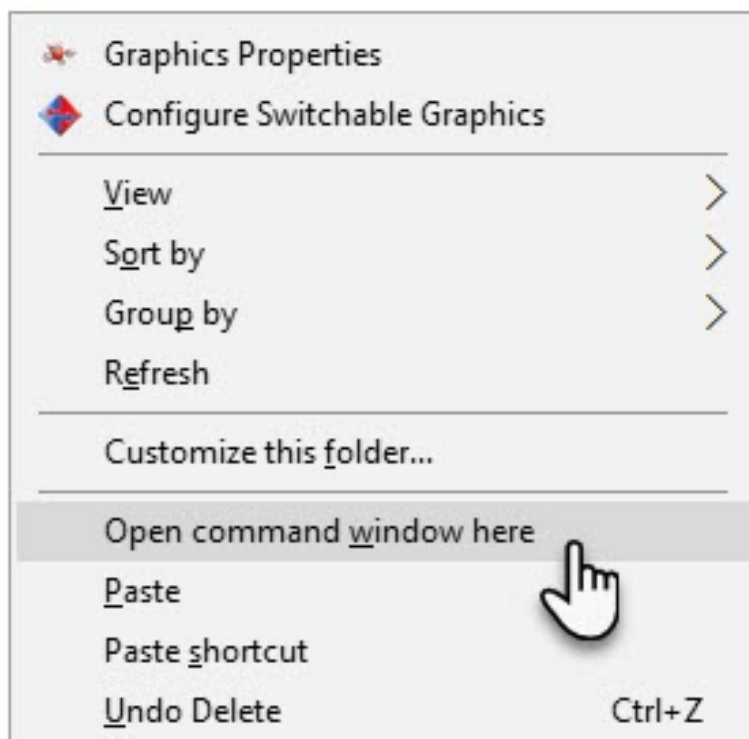 Graphics Properties
Configure Switchable Graphics
View
Sort by
Group by
Refresh
Customize this folder...
Open command window here
Paste
Paste shortcut
Undo Delete Ctrl+Z